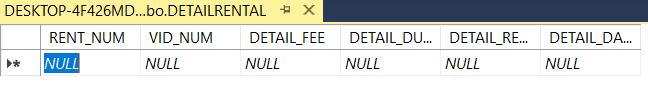 DESKTOP-4F426MD...bo.DETAILRENTAL
RENT_NUM VID_NUM DETAIL_FEE DETAIL_DU... DETAIL_RE... DETAIL_DA...
NULL NULL NULL NULL NULL NULL